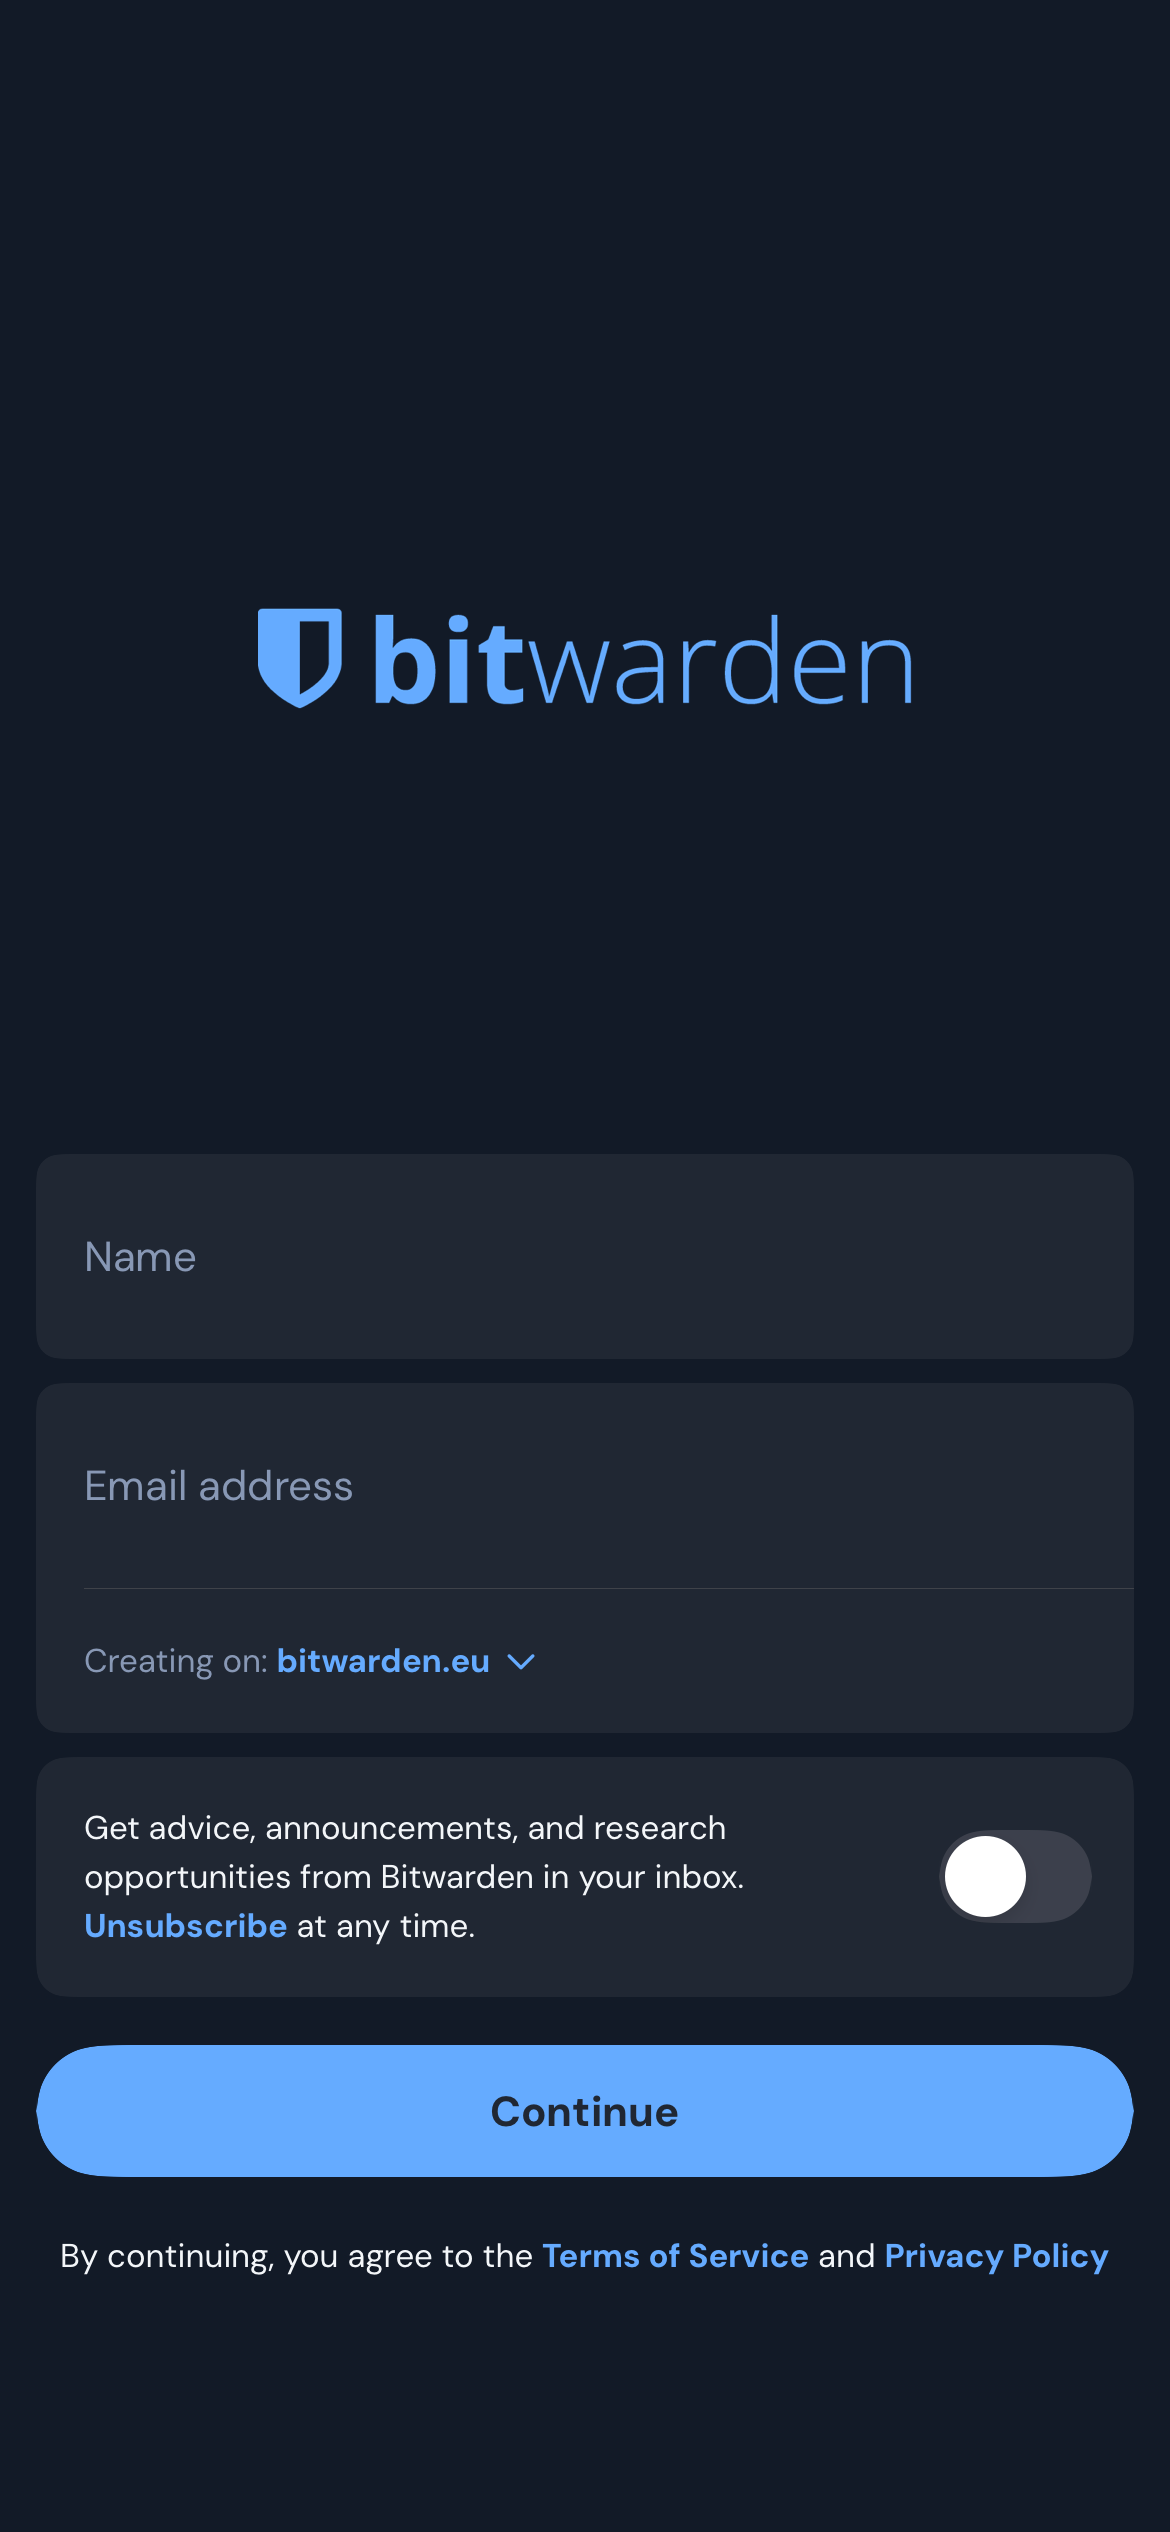 bitwarden
Name
Email address
Creating on: bitwarden.eu
Get advice, announcements, and research
opportunities from Bitwarden in your inbox.
Unsubscribe at any time.
Continue
By continuing, you agree to the Terms of Service and Privacy Policy